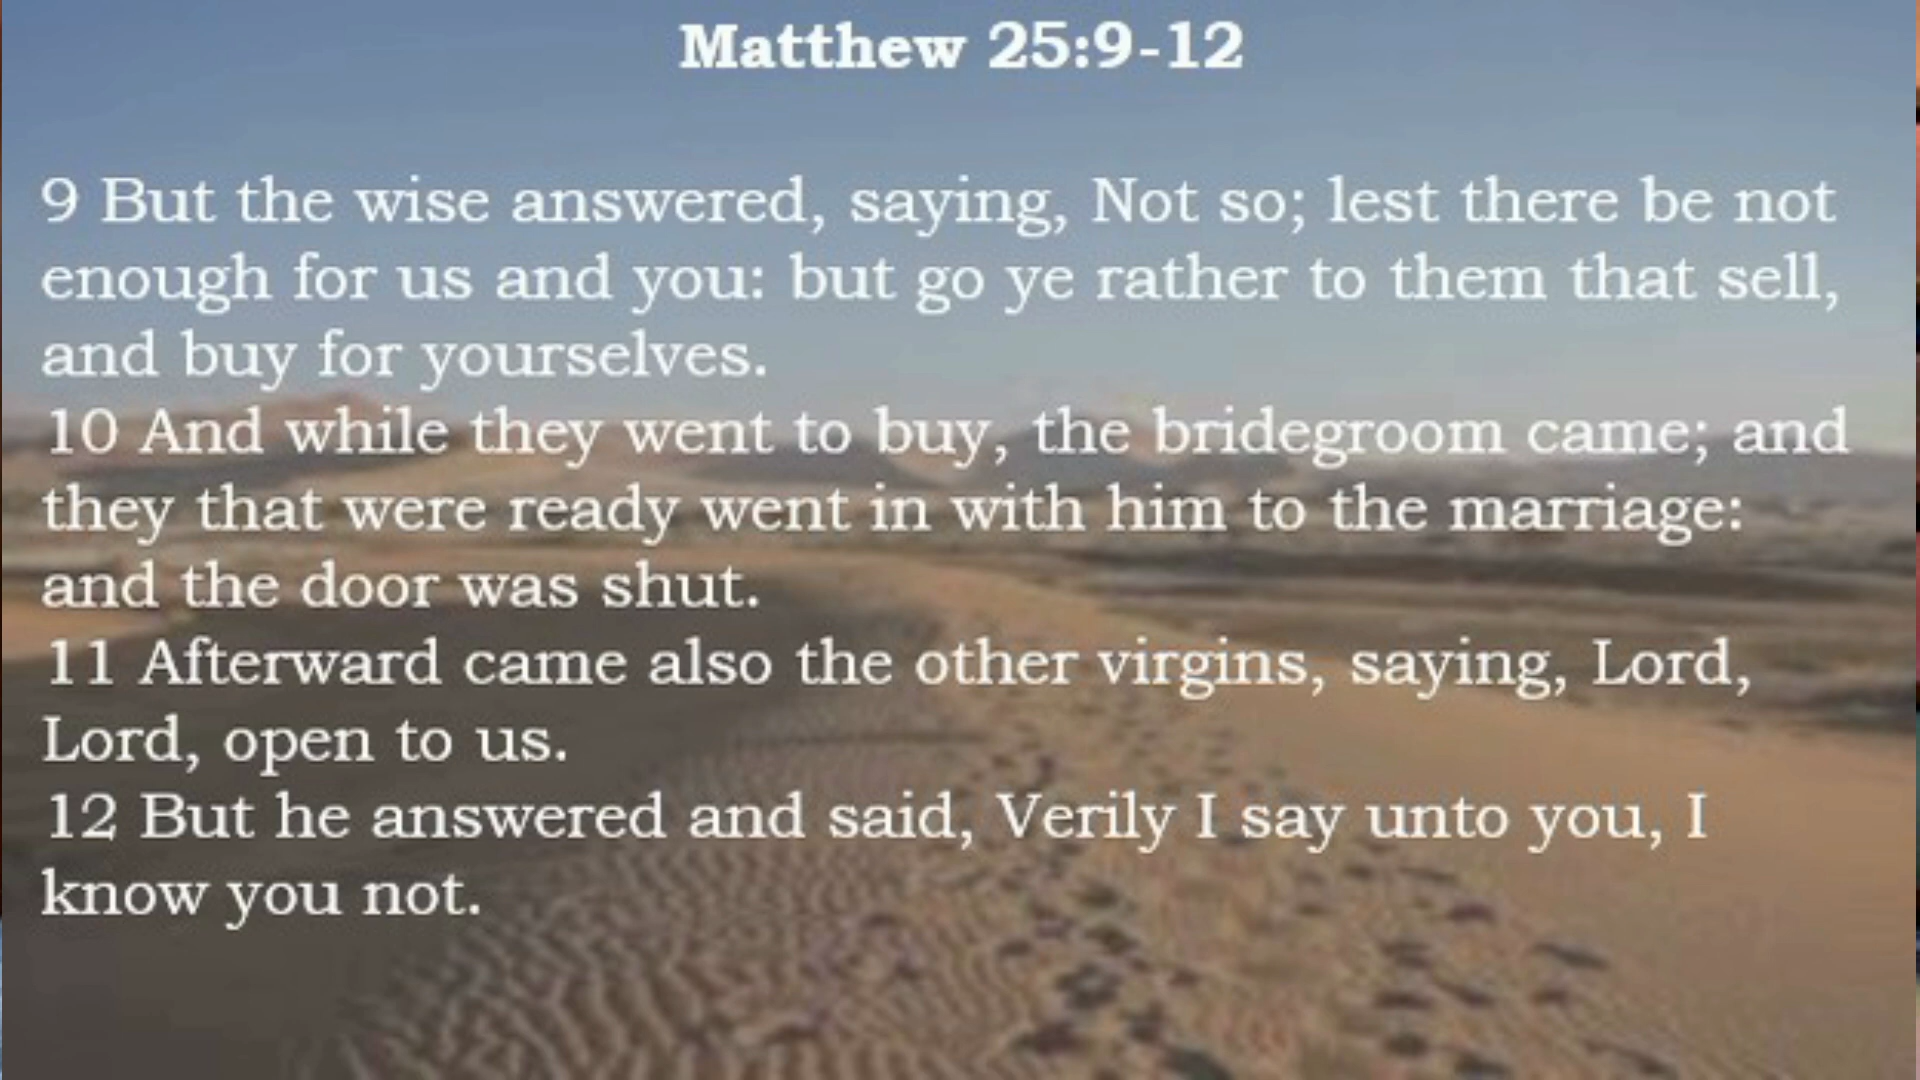 Matthew 25:9-12
9 But the wise answered, saying, Not so; lest there be not
enough for us and you: but go ye rather to them that sell,
and buy for yourselves.
10 And while they went to buy, the bridegroom came; and
they that were ready went in with him to the marriage:
and the door was shut.
11 Afterward came also the other virgins, saying, Lord,
Lord, open to us.
12 But he answered and said, Verily I say unto you, I
know you not.